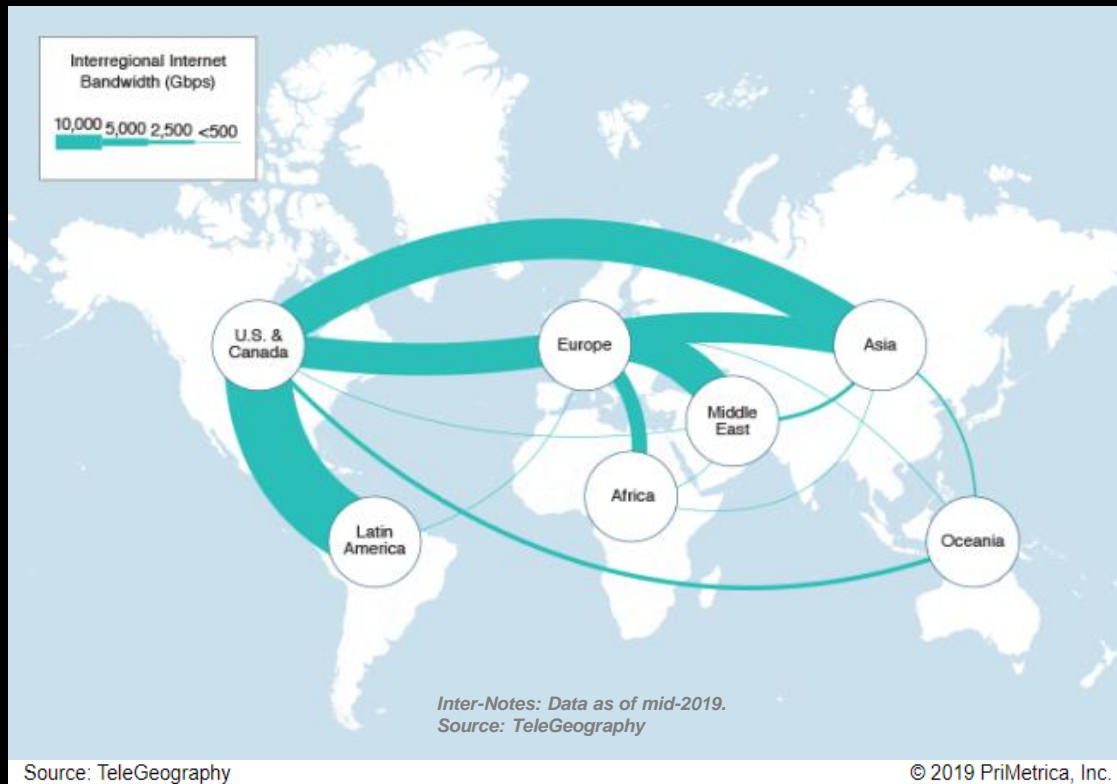 Interregional Internet
Bandwidth (Gbps)
10,000 5,000 2,500 <500
U.S. &
Canada
Europe
Asia
Middle
East
Africa
Latin
America
Oceania
Inter-Notes: Data as of mid-2019.
Source: TeleGeography
Source: TeleGeography
© 2019 PriMetrica, Inc.